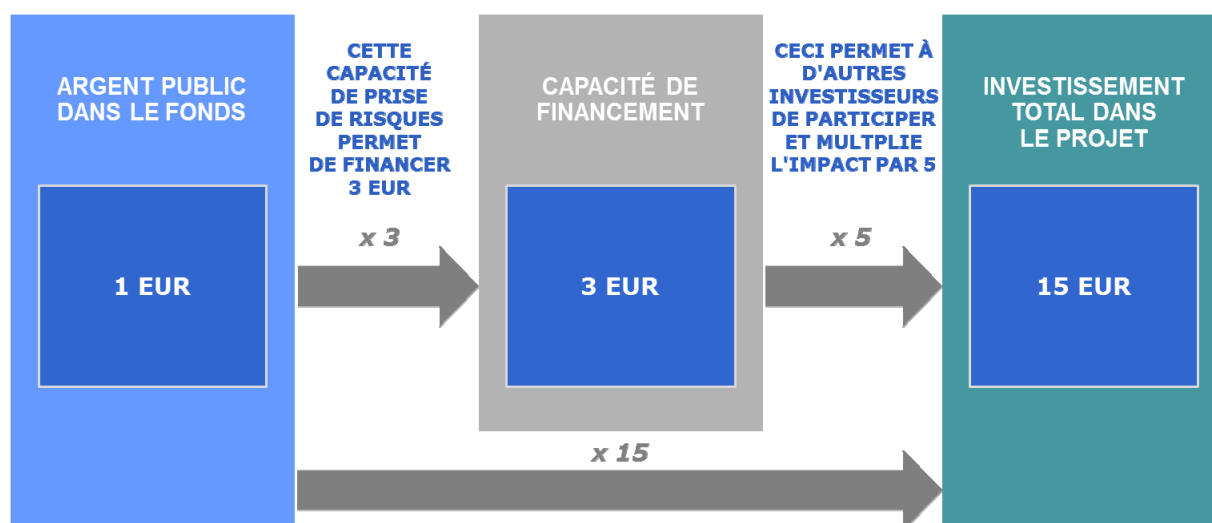 ARGENT PUBLIC
DANS LE FONDS
1 EUR
CETTE
CAPACITÉ
DE PRISE
DE RISQUES
PERMET
DE FINANCER
3 EUR
x 3
CAPACITÉ DE
FINANCEMENT
3 EUR
CECI PERMET À
D'AUTRES
INVESTISSEURS
DE PARTICIPER
ET MULTPLIE
L'IMPACT PAR 5
x 5
INVESTISSEMENT
TOTAL DANS
LE PROJET
15 EUR
x 15